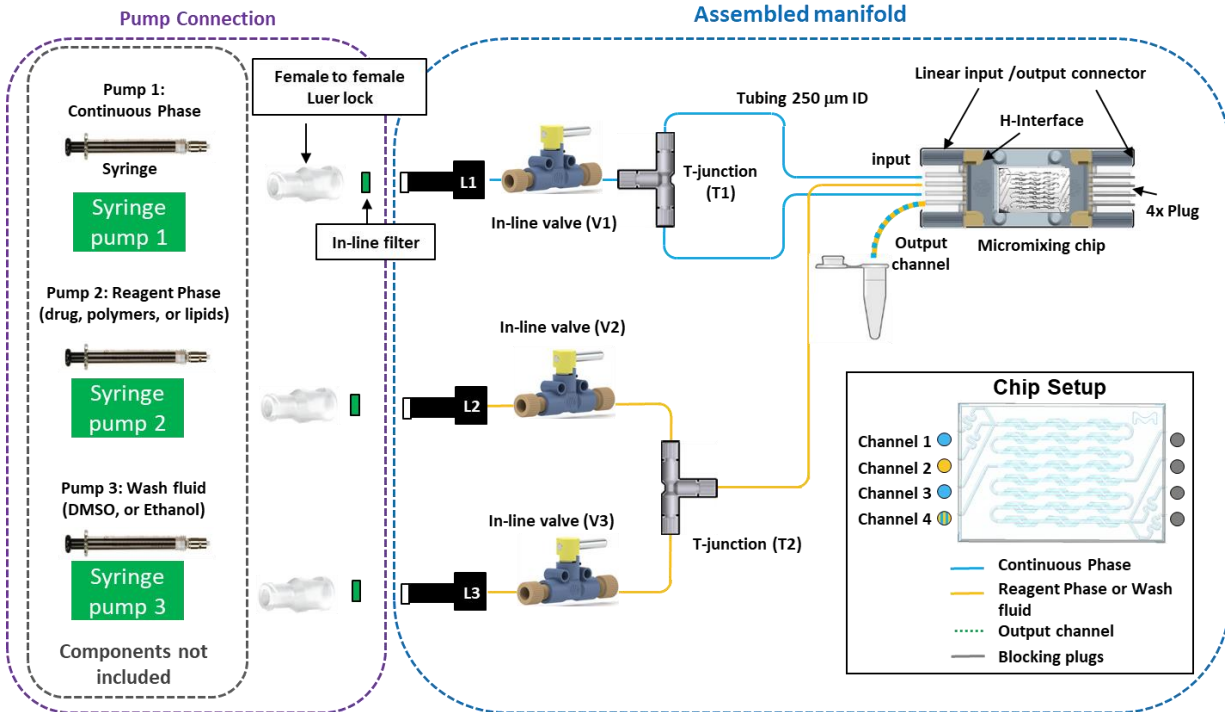 Pump Connection
Assembled manifold
Pump 1:
Continuous Phase
Syringe
Syringe
pump 1
Pump 2: Reagent Phase
(drug, polymers, or lipids)
Syringe
pump 2
Pump 3: Wash fluid
(DMSO, or Ethanol)
Syringe
pump 3
Components not
included
Female to female
Luer lock
In-line filter
L1
In-line valve (V1)
T-junction
(T1)
Tubing 250 μm ID
Linear input /output connector
H-Interface
input
4x Plug
Output
channel
Micromixing chip
In-line valve (V2)
L2
In-line valve (V3)
L3
T-junction (T2)
Chip Setup
Channel 1
Channel 2
Channel 3
Channel 4
Continuous Phase
Reagent Phase or Wash
fluid
Output channel
Blocking plugs